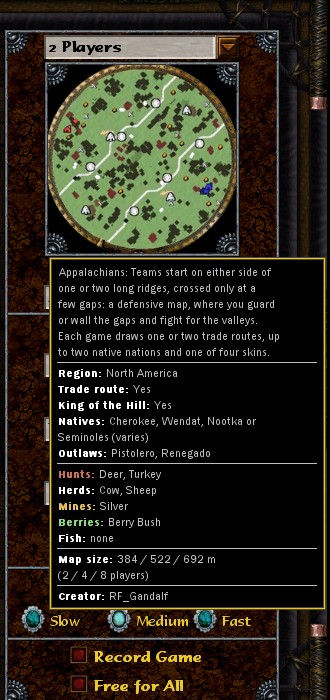 2 Players
Appalachians: Teams start on either side of
one or two long ridges, crossed only at a
few gaps: a defensive map, where you guard
or wall the gaps and fight for the valleys.
Each game draws one or two trade routes, up
to two native nations and one of four skins.
Region: North America
Trade route: Yes
King of the Hill: Yes
Natives: Cherokee, Wendat, Nootka or
Seminoles (varies)
Outlaws: Pistolero, Renegado
Hunts: Deer, Turkey
Herds: Cow, Sheep
Mines: Silver
Berries: Berry Bush
Fish: none
Map size: 384 / 522 / 692 m
(2 / 4 / 8 players)
Creator: RF_Gandalf
Slow Medium Fast
Record Game
Free for All